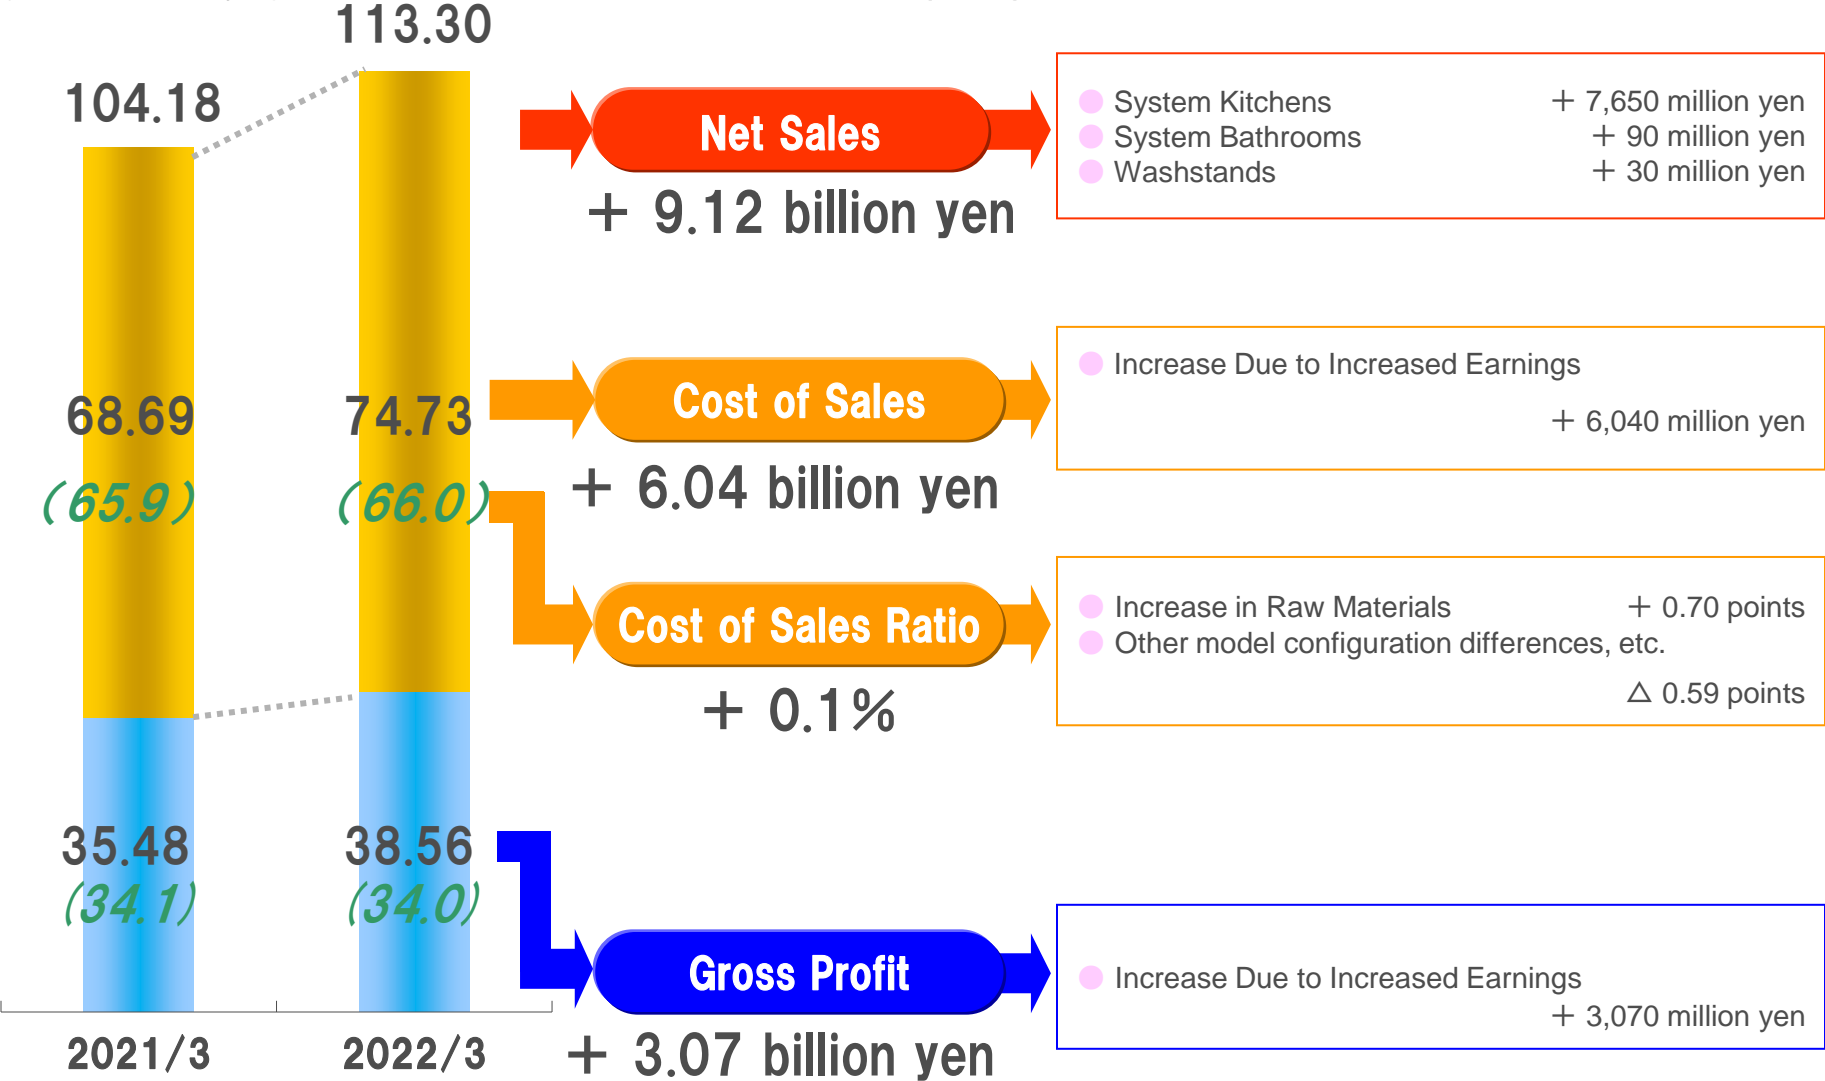 113.30
104.18
68.69
(65.9)
74.73
(66.0)
35.48
(34.1)
38.56
(34.0)
2021/3
2022/3
Net Sales
+ 9.12 billion yen
System Kitchens + 7,650 million yen
System Bathrooms + 90 million yen
Washstands + 30 million yen
Cost of Sales
+ 6.04 billion yen
Increase Due to Increased Earnings
+ 6,040 million yen
Cost of Sales Ratio
+ 0.1%
Increase in Raw Materials + 0.70 points
Other model configuration differences, etc.
△ 0.59 points
Gross Profit
+ 3.07 billion yen
Increase Due to Increased Earnings
+ 3,070 million yen